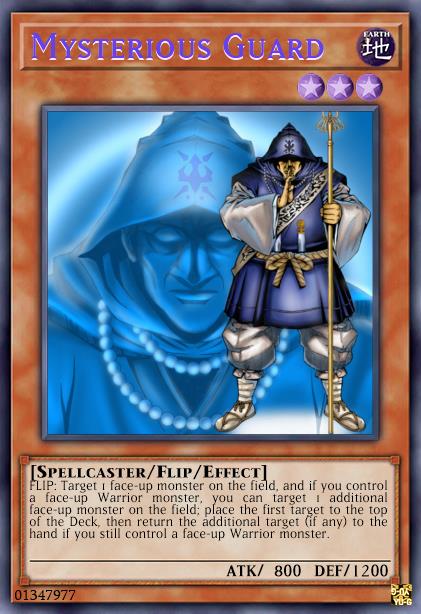 Mysterious Guard
EARTH
地
[Spellcaster/Flip/Effect]
FLIP: Target 1 face-up monster on the field, and if you control
a face-up Warrior monster, you can target 1 additional
face-up monster on the field; place the first target to the top
of the Deck, then return the additional target (if any) to the
hand if you still control a face-up Warrior monster.
ATK/ 800 DEF/1200
01347977